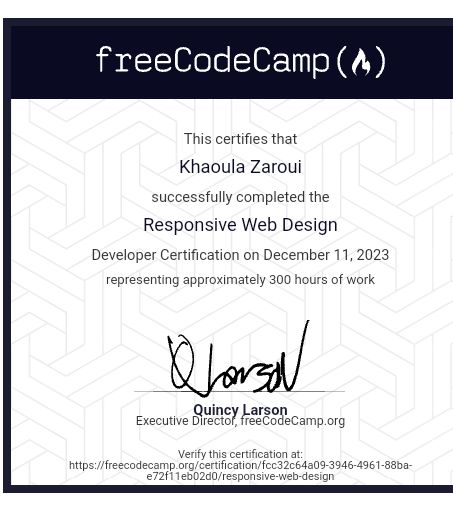 freeCodeCamp(🔥)
This certifies that
Khaoula Zaroui
successfully completed the
Responsive Web Design
Developer Certification on December 11, 2023
representing approximately 300 hours of work
Q Larson
Quincy Larson
Executive Director, freeCodeCamp.org
Verify this certification at:
https://freecodecamp.org/certification/fcc32c64a09-3946-4961-88ba-
e72f11eb02d0/responsive-web-design